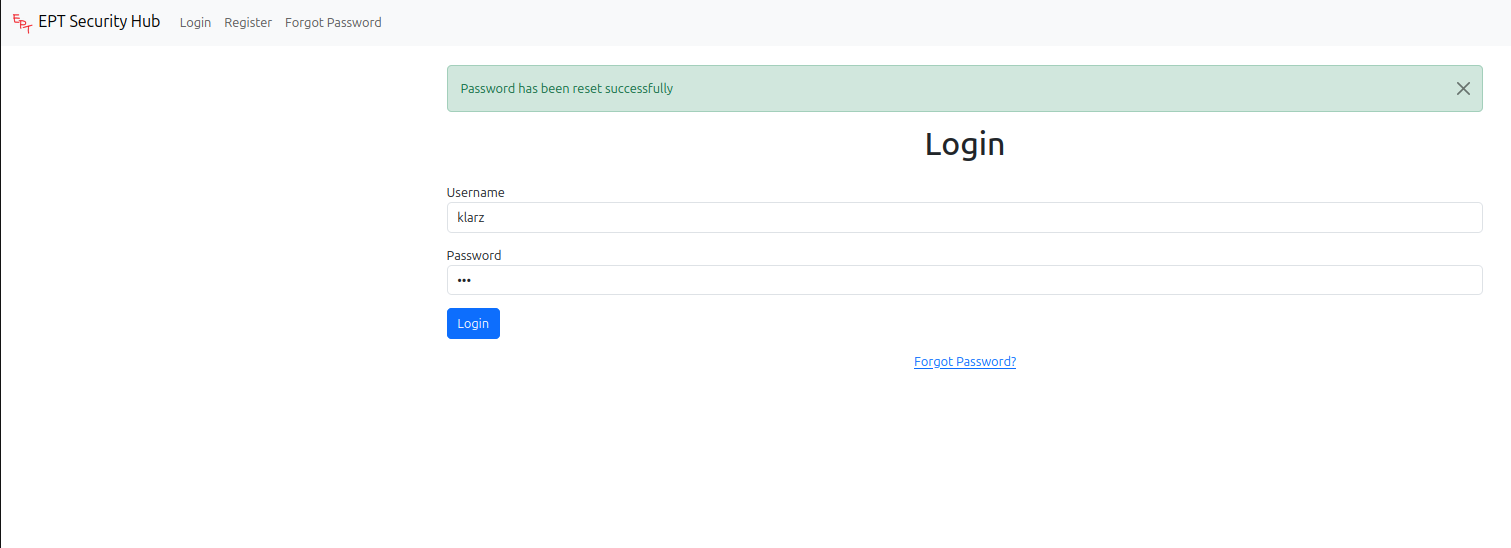 EPT EPT Security Hub Login Register Forgot Password
Password has been reset successfully
Login
Username
klarz
Password
•••
Login
Forgot Password?